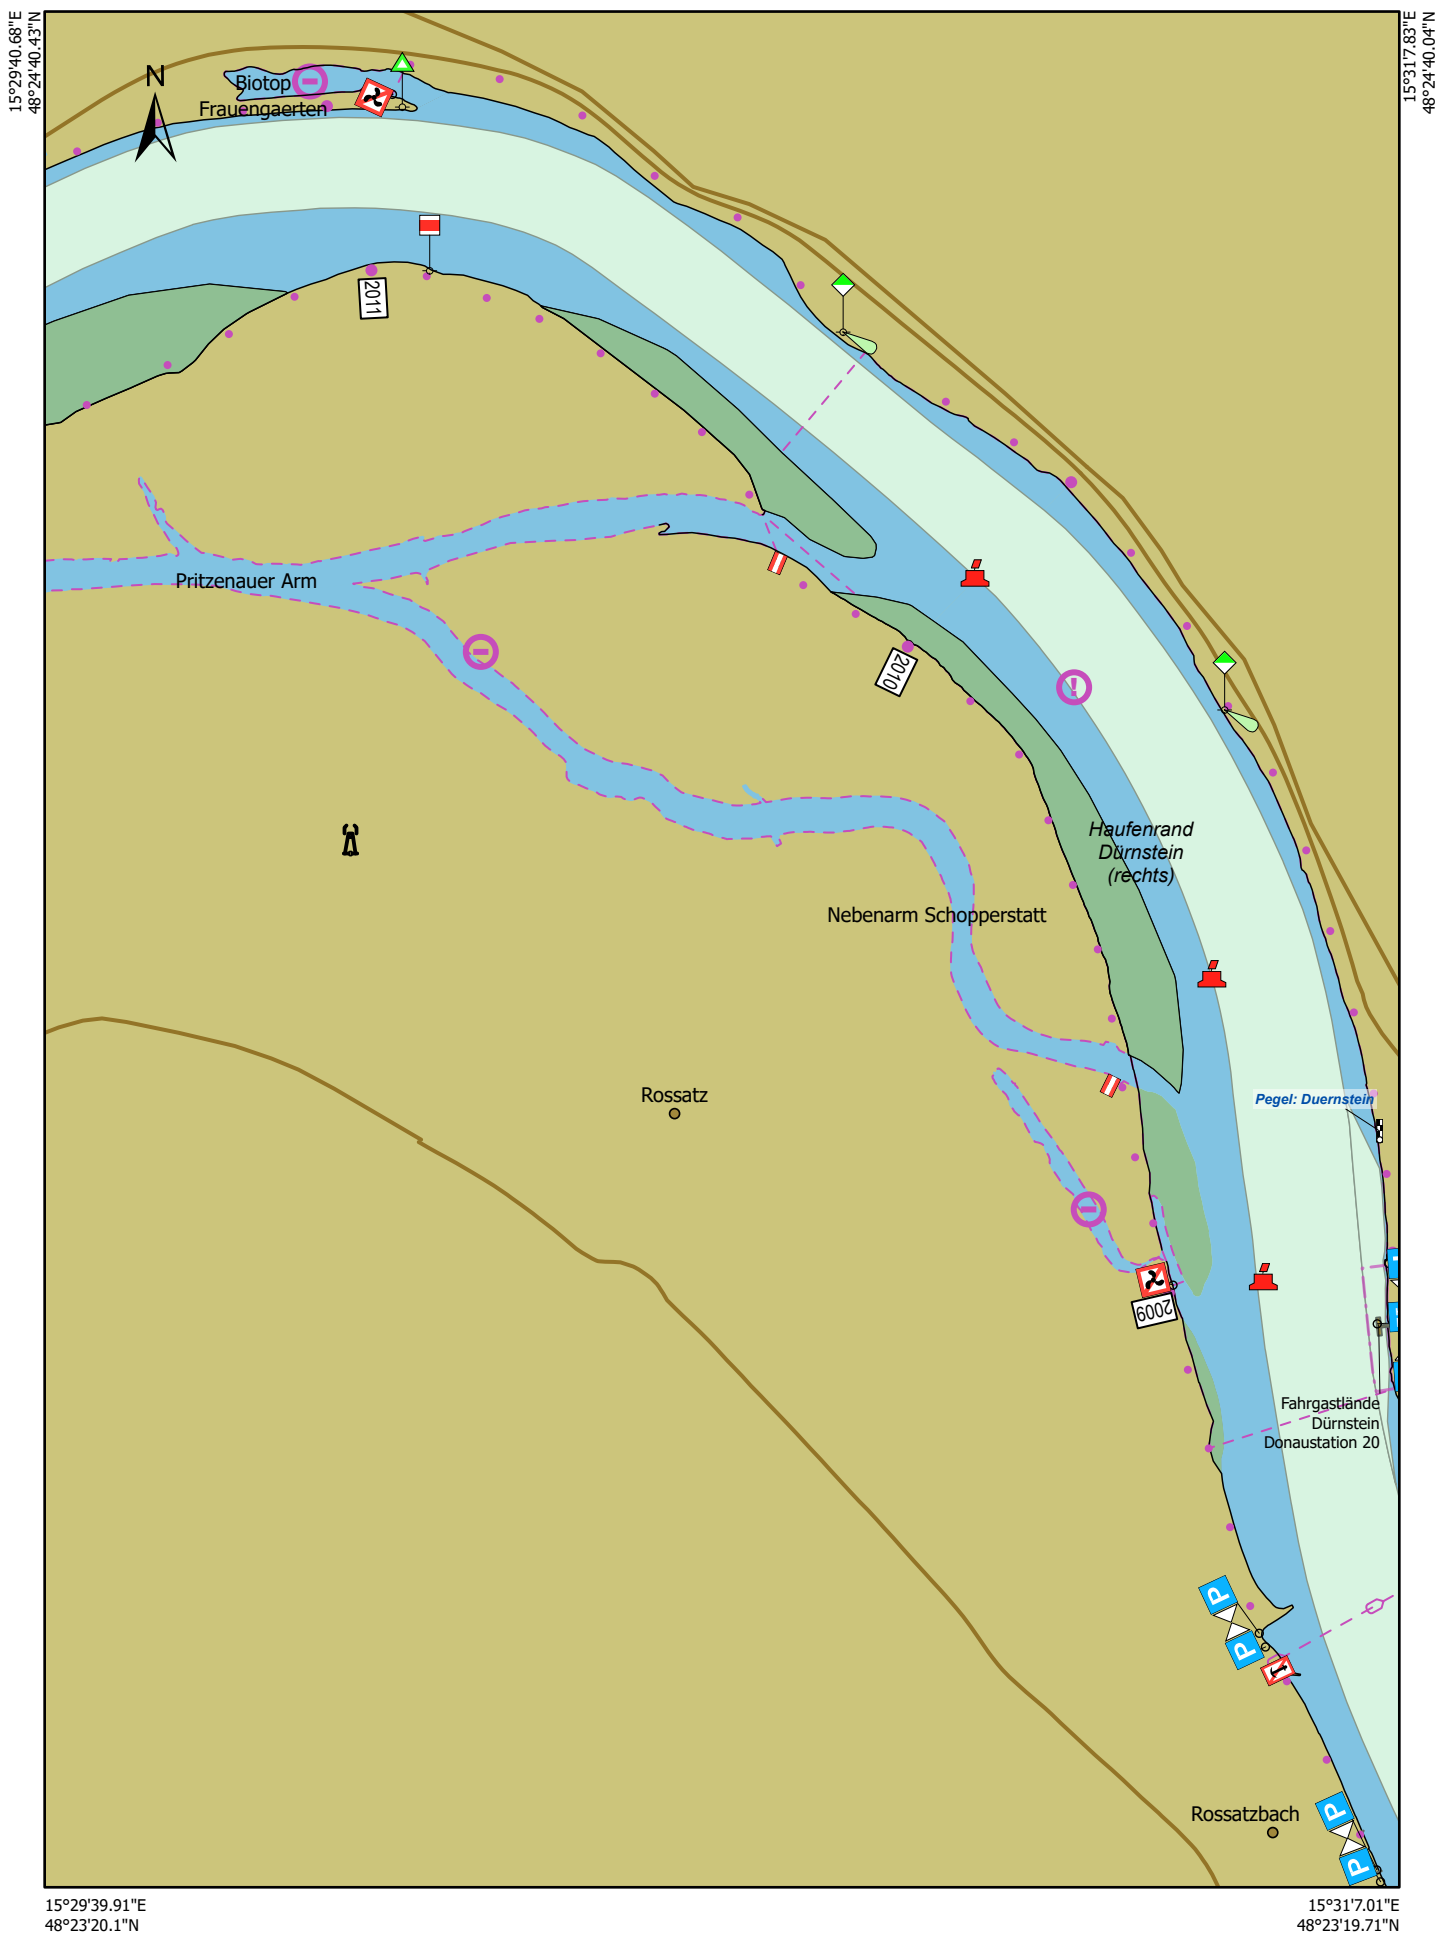 15°29'40.68"E
48°24'40.43"N
15°31'7.83"E
48°24'40.04"N
N
Biotop
Frauengaerten
2011
Pritzenauer Arm
2010
Haufenrand
Dürnstein
(rechts)
Nebenarm Schopperstatt
Rossatz
Pegel: Duernstein
2009
Fahrgastlände
Dürnstein
Donaustation 20
P
P
Rossatzbach
P
P
15°29'39.91"E
48°23'20.1"N
15°31'7.01"E
48°23'19.71"N